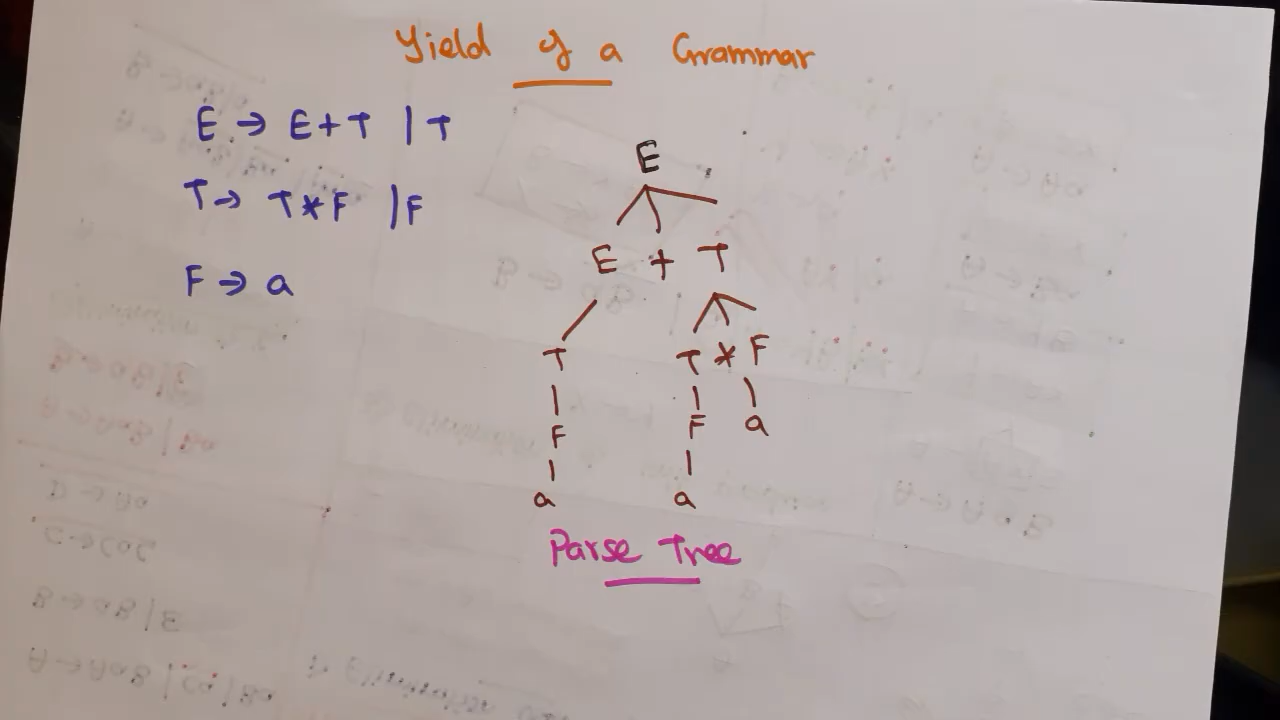 Yield of a Grammar
E → E+T | T
T → T*F | F
F → a
E
E + T
T T * F
F F a
a a
Parse Tree